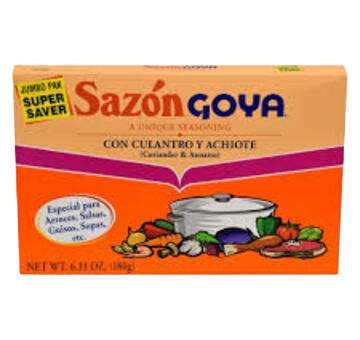 JUMBO PAK
SUPER
SAVER
Sazón GOYA
A UNIQUE SEASONING
CON CULANTRO Y ACHIOTE
(Coriander & Annatto)
Especial para
Arroces, Salsas,
Guisos, Sopas,
etc.
NET WT. 6.33 OZ. (180g)